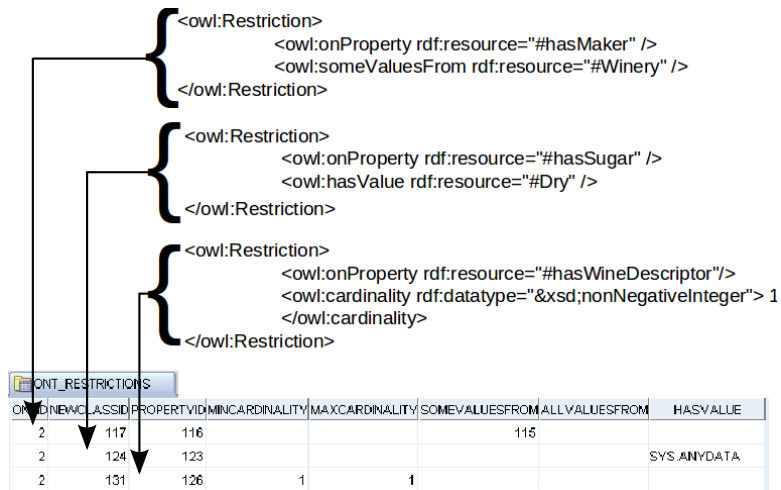 <owl:Restriction>
<owl:onProperty rdf:resource="#hasMaker" />
<owl:someValuesFrom rdf:resource="#Winery" />
</owl:Restriction>
<owl:Restriction>
<owl:onProperty rdf:resource="#hasSugar" />
<owl:hasValue rdf:resource="#Dry" />
</owl:Restriction>
<owl:Restriction>
<owl:onProperty rdf:resource="#hasWineDescriptor"/>
<owl:cardinality rdf:datatype="&xsd;nonNegativeInteger"> 1
</owl:cardinality>
</owl:Restriction>
ONT_RESTRICTIONS
NEWCLASSID PROPERTYID MINCARDINALITY MAXCARDINALITY SOMEVALUESFROM ALLVALUESFROM HASVALUE
2 117 116 115
2 124 123 SYS.ANYDATA
2 131 126 1 1